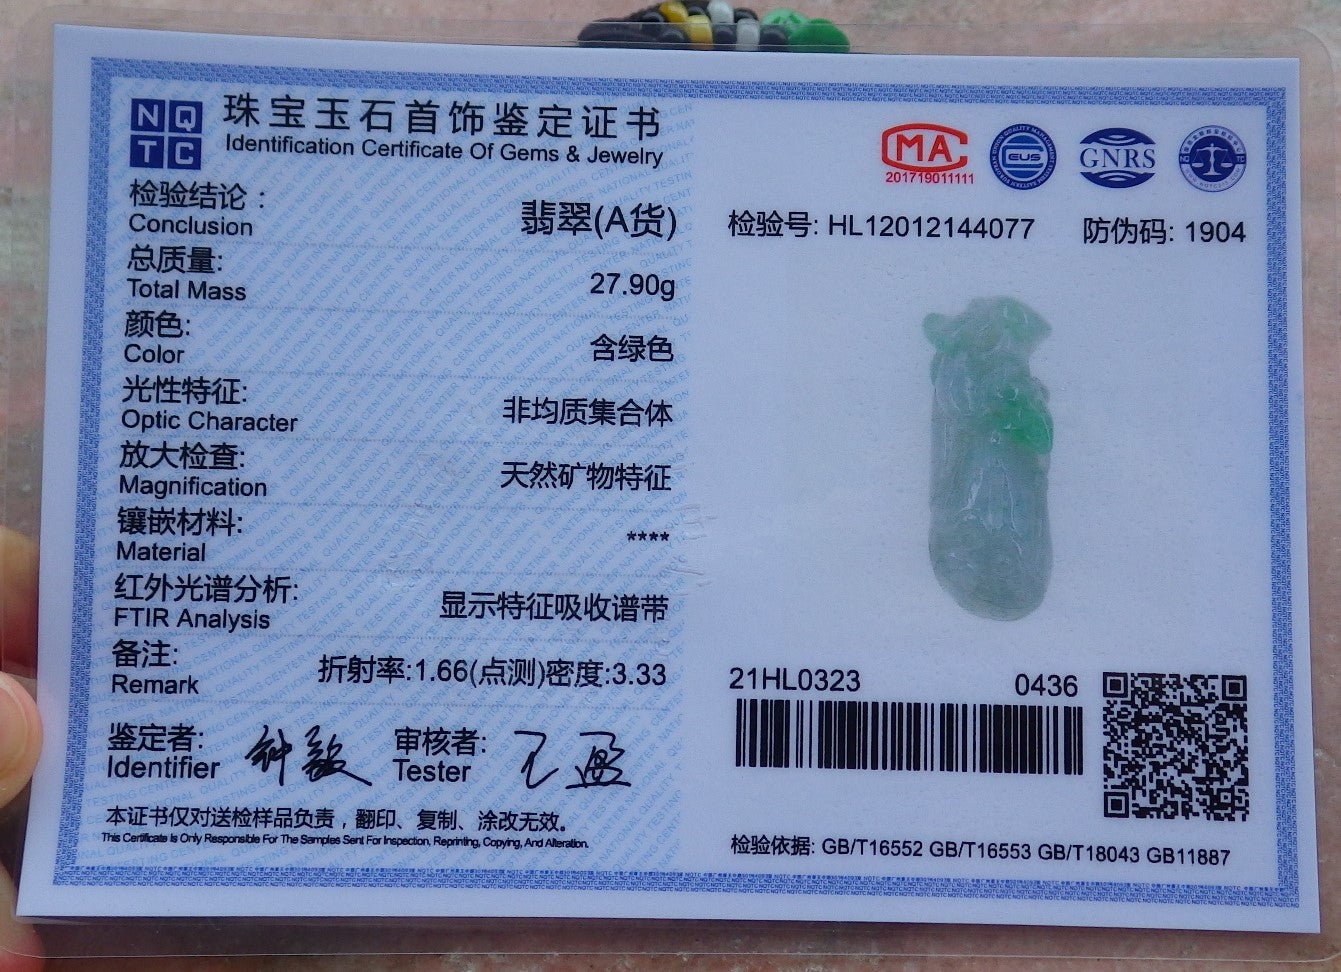 NQ
TC
珠宝玉石首饰鉴定证书
Identification Certificate Of Gems & Jewelry
检验结论：
Conclusion
翡翠(A货)
总质量:
Total Mass
27.90g
颜色:
Color
含绿色
光性特征:
Optic Character
非均质集合体
放大检查:
Magnification
天然矿物特征
镶嵌材料:
Material
****
红外光谱分析:
FTIR Analysis
显示特征吸收谱带
备注:
Remark
折射率:1.66(点测)密度:3.33
鉴定者:
Identifier
审核者:
Tester
本证书仅对送检样品负责，翻印、复制、涂改无效。
This Certificate Is Only Responsible For The Samples Sent For Inspection, Reprinting, Copying, And Alteration.
MA
201719011111
EUS
GNRS
检验号: HL12012144077
防伪码: 1904
21HL0323
0436
检验依据: GB/T16552 GB/T16553 GB/T18043 GB11887